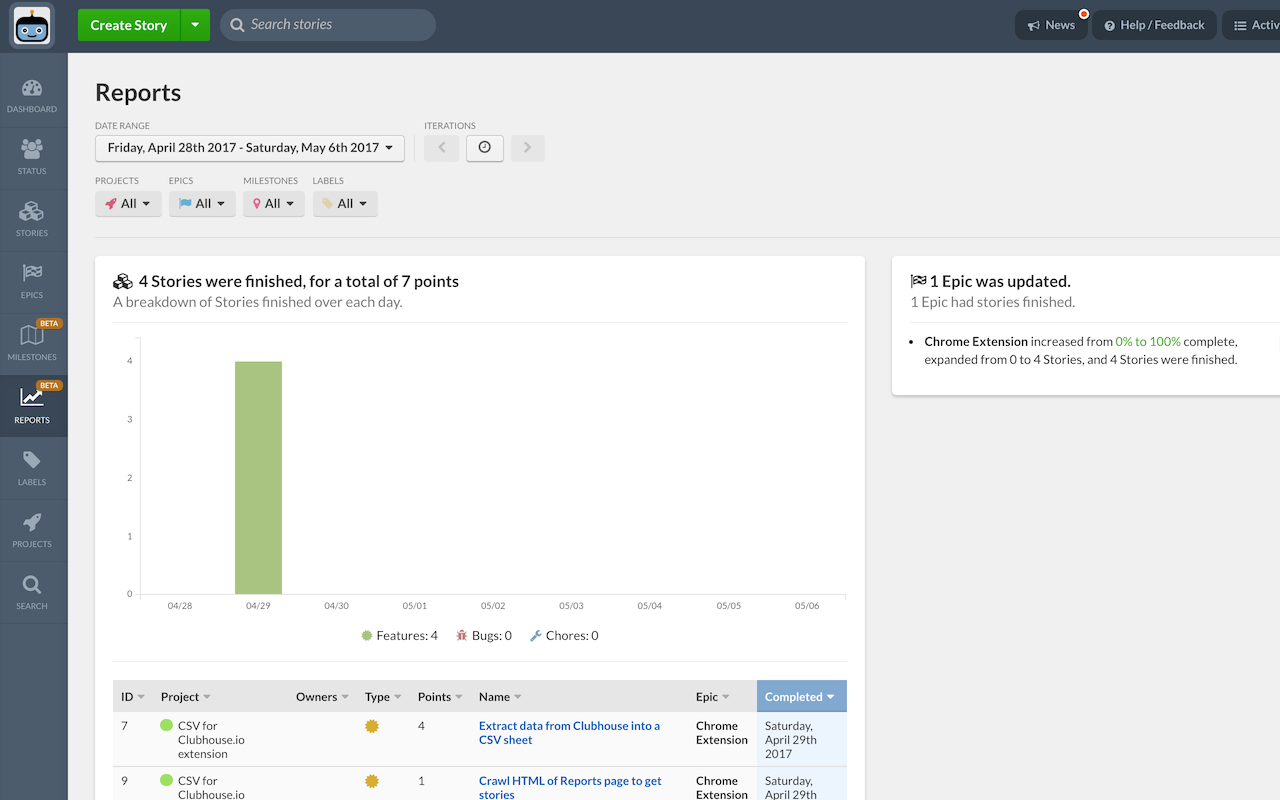 Create Story
Search stories
News
Help / Feedback
Activ
DASHBOARD
STATUS
STORIES
EPICS
BETA
MILESTONES
BETA
REPORTS
LABELS
PROJECTS
SEARCH
Reports
DATE RANGE
ITERATIONS
Friday, April 28th 2017 - Saturday, May 6th 2017
PROJECTS EPICS MILESTONES LABELS
All All All All
4 Stories were finished, for a total of 7 points
A breakdown of Stories finished over each day.
4
3
2
1
0
04/28 04/29 04/30 05/01 05/02 05/03 05/04 05/05 05/06
Features: 4 Bugs: 0 Chores: 0
ID Project Owners Type Points Name Epic Completed
7 CSV for Clubhouse.io extension 4 Extract data from Clubhouse into a CSV sheet Chrome Extension Saturday, April 29th 2017
9 CSV for Clubhouse.io 1 Crawl HTML of Reports page to get stories Chrome Extension Saturday, April 29th
1 Epic was updated.
1 Epic had stories finished.
Chrome Extension increased from 0% to 100% complete,
expanded from 0 to 4 Stories, and 4 Stories were finished.